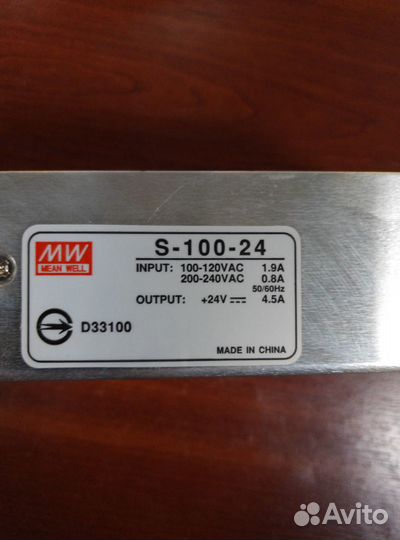 MW
MEAN WELL
S-100-24
INPUT: 100-120VAC 1.9A
200-240VAC 0.8A
50/60Hz
OUTPUT: +24V 4.5A
D33100
MADE IN CHINA
Avito